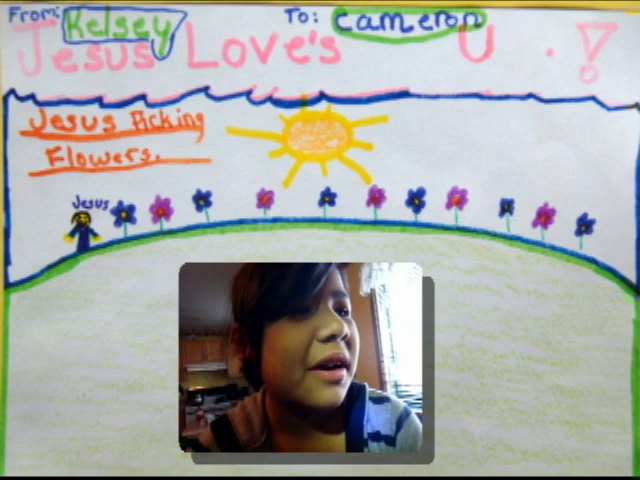 From: Kelsey To: Cameron
Jesus Love's U . !
Jesus Picking
Flowers.
Jesus